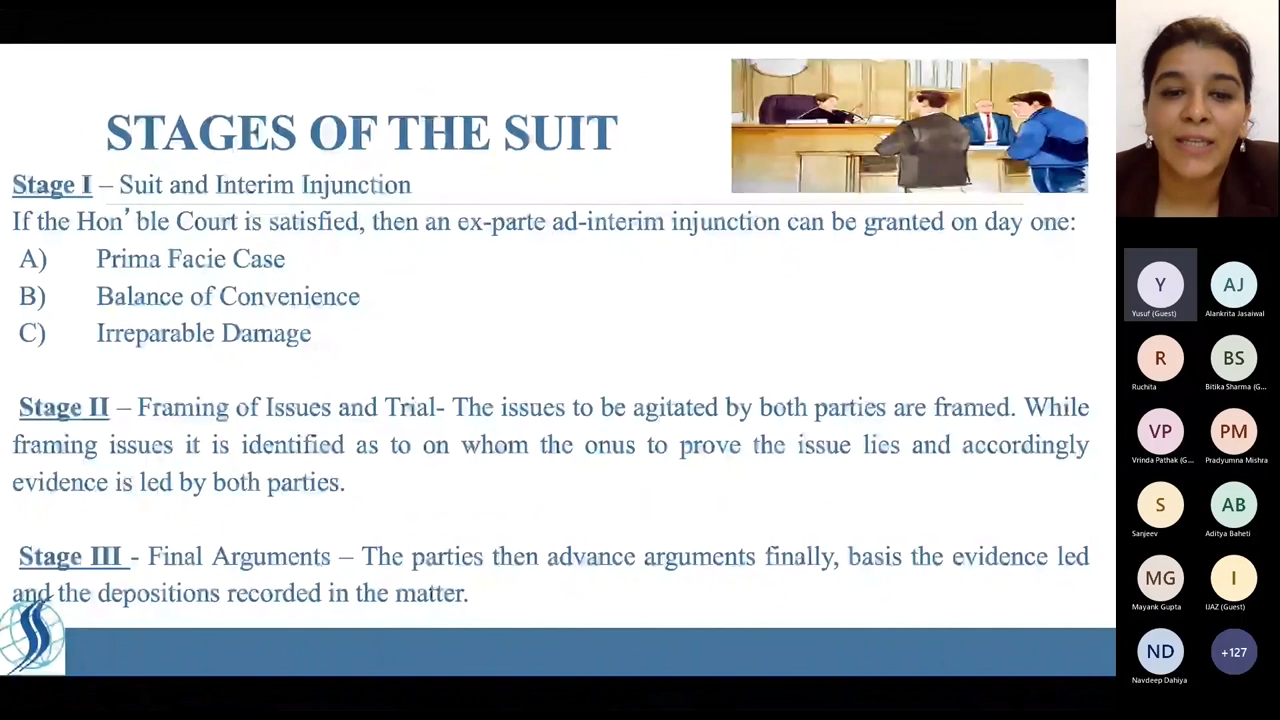 STAGES OF THE SUIT
Stage I – Suit and Interim Injunction
If the Hon’ble Court is satisfied, then an ex-parte ad-interim injunction can be granted on day one:
A) Prima Facie Case
B) Balance of Convenience
C) Irreparable Damage
Stage II – Framing of Issues and Trial- The issues to be agitated by both parties are framed. While
framing issues it is identified as to on whom the onus to prove the issue lies and accordingly
evidence is led by both parties.
Stage III - Final Arguments – The parties then advance arguments finally, basis the evidence led
and the depositions recorded in the matter.
Y AJ
Yusuf (Guest) Alankrita Jasaiwal
R BS
Ruchita Bitika Sharma (G...
VP PM
Vrinda Pathak (G... Pradyumna Mishra
S AB
Sanjeev Aditya Baheti
MG I
Mayank Gupta IJAZ (Guest)
ND +127
Navdeep Dahiya